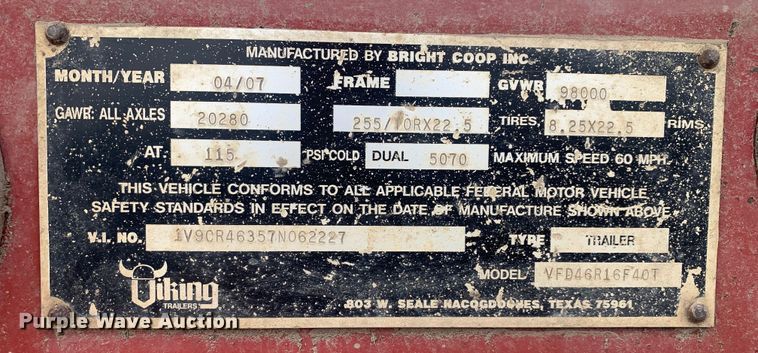 MANUFACTURED BY BRIGHT COOP INC.
MONTH/YEAR 04/07 FRAME GVWR 98000
GAWR: ALL AXLES 20280 255/70RX22.5 TIRES, 8.25X22.5 RIMS,
AT 115 PSI COLD DUAL 5070 MAXIMUM SPEED 60 MPH.
THIS VEHICLE CONFORMS TO ALL APPLICABLE FEDERAL MOTOR VEHICLE
SAFETY STANDARDS IN EFFECT ON THE DATE OF MANUFACTURE SHOWN ABOVE
V.I. NO. 1V9CR46357N062227 TYPE TRAILER
MODEL VFD46R16F40T
Viking
TRAILERS
803 W. SEALE NACOGDOCHES, TEXAS 75961
Purple Wave Auction